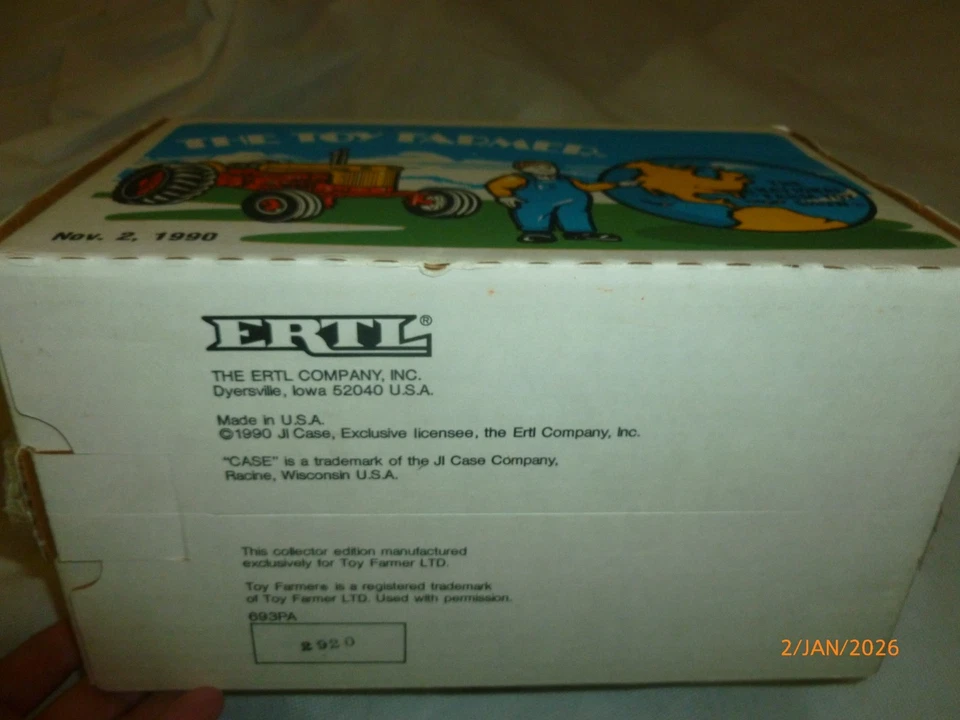 THE TOY FARMER
Nov. 2, 1990
ERTL®
THE ERTL COMPANY, INC.
Dyersville, Iowa 52040 U.S.A.
Made in U.S.A.
©1990 JI Case, Exclusive licensee, the Ertl Company, Inc.
"CASE" is a trademark of the JI Case Company,
Racine, Wisconsin U.S.A.
This collector edition manufactured
exclusively for Toy Farmer LTD.
Toy Farmer® is a registered trademark
of Toy Farmer LTD. Used with permission.
693PA
2920
2/JAN/2026